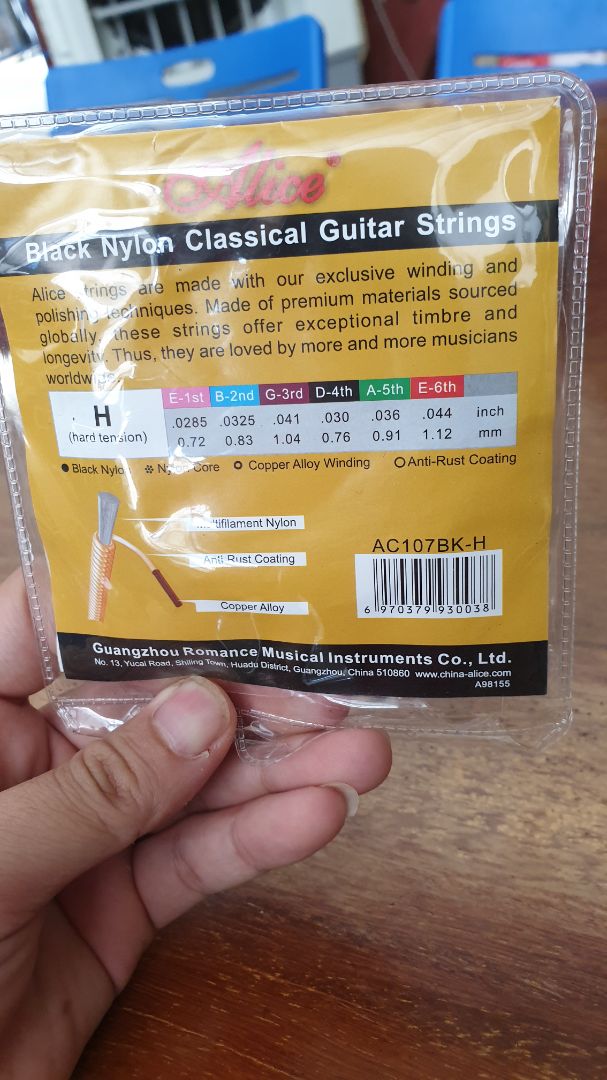 Alice®
Black Nylon Classical Guitar Strings
Alice strings are made with our exclusive winding and
polishing techniques. Made of premium materials sourced
globally, these strings offer exceptional timbre and
longevity. Thus, they are loved by more and more musicians
worldwide.
E-1st B-2nd G-3rd D-4th A-5th E-6th
H .0285 .0325 .041 .030 .036 .044 inch
(hard tension) 0.72 0.83 1.04 0.76 0.91 1.12 mm
Black Nylon Nylon Core Copper Alloy Winding Anti-Rust Coating
Multifilament Nylon
Anti-Rust Coating
Copper Alloy
AC107BK-H
6 970379 930038
Guangzhou Romance Musical Instruments Co., Ltd.
No. 13, Yucai Road, Shiling Town, Huadu District, Guangzhou, China 510860 www.china-alice.com
A98155